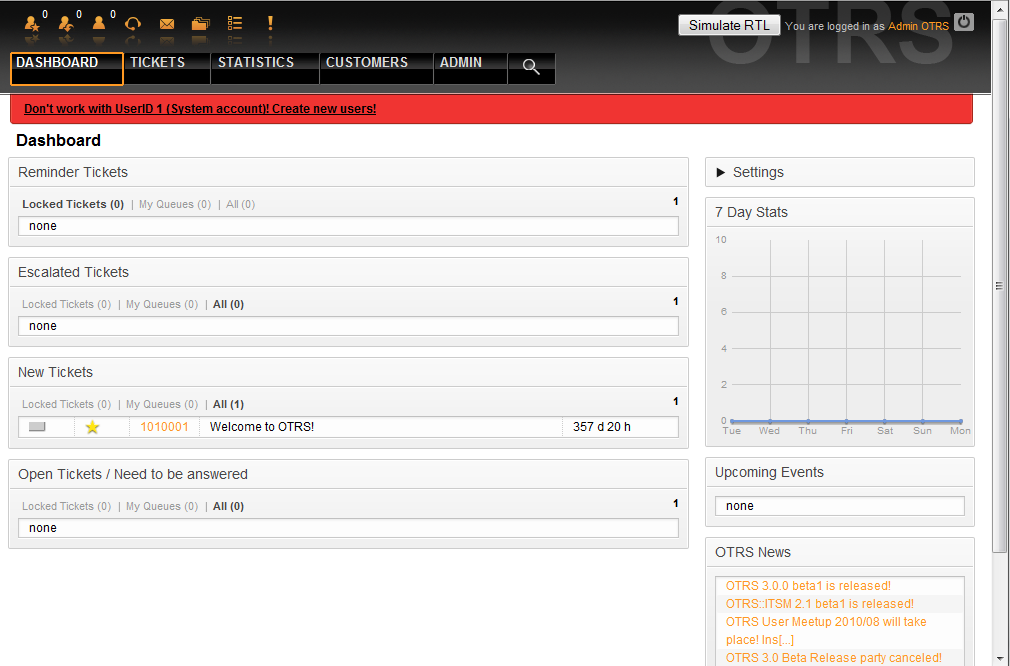 0 0 0
Simulate RTL You are logged in as Admin OTRS
OTRS
DASHBOARD TICKETS STATISTICS CUSTOMERS ADMIN
Don't work with UserID 1 (System account)! Create new users!
Dashboard
Reminder Tickets
Locked Tickets (0) | My Queues (0) | All (0) 1
none
Escalated Tickets
Locked Tickets (0) | My Queues (0) | All (0) 1
none
New Tickets
Locked Tickets (0) | My Queues (0) | All (1) 1
1010001 Welcome to OTRS! 357 d 20 h
Open Tickets / Need to be answered
Locked Tickets (0) | My Queues (0) | All (0) 1
none
Settings
7 Day Stats
10
8
6
4
2
0
Tue Wed Thu Fri Sat Sun Mon
Upcoming Events
none
OTRS News
OTRS 3.0.0 beta1 is released!
OTRS::ITSM 2.1 beta1 is released!
OTRS User Meetup 2010/08 will take
place! Ins[...]
OTRS 3.0 Beta Release party canceled!